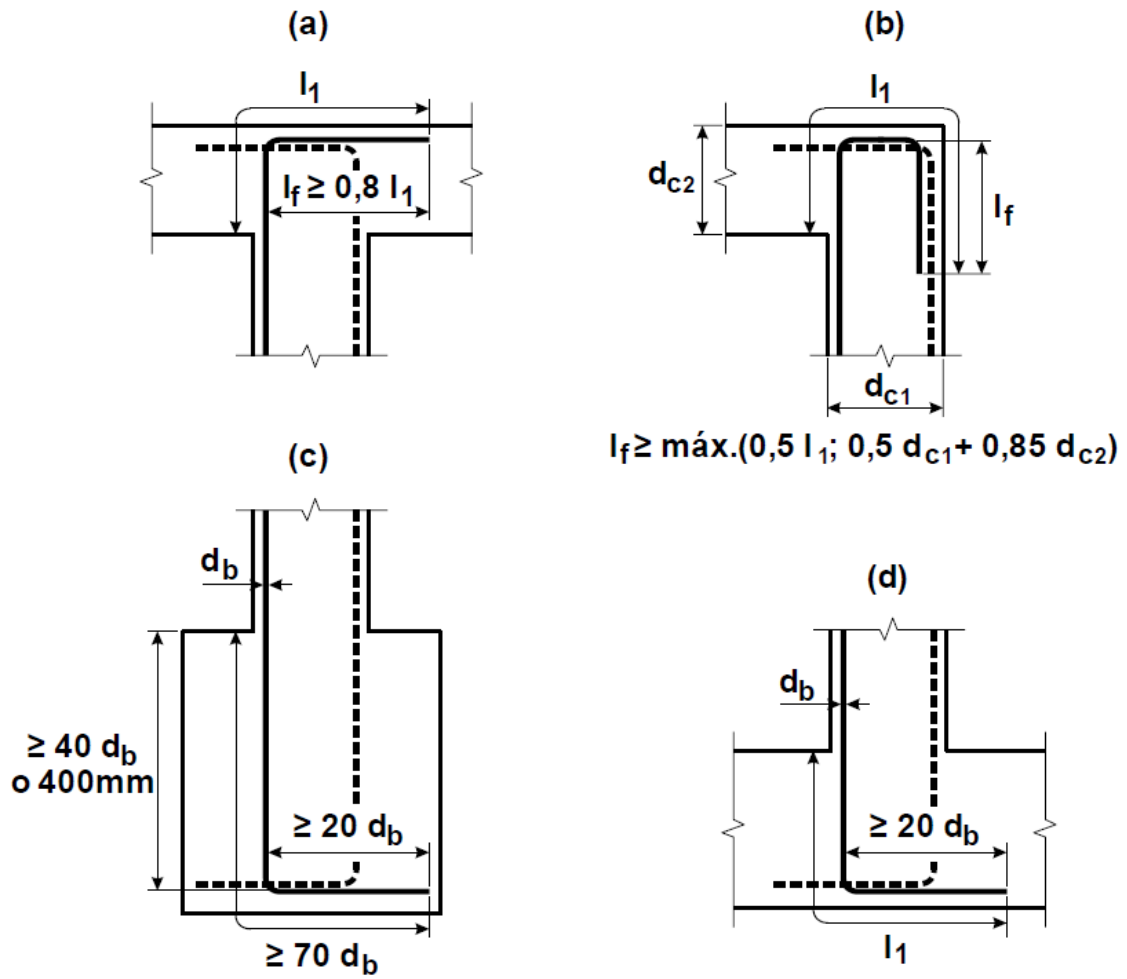 (a)
l1
lf ≥ 0,8 l1
(b)
l1
dc2
lf
dc1
lf ≥ máx.(0,5 l1; 0,5 dc1+ 0,85 dc2)
(c)
db
≥ 40 db
o 400mm
≥ 20 db
≥ 70 db
(d)
db
≥ 20 db
l1